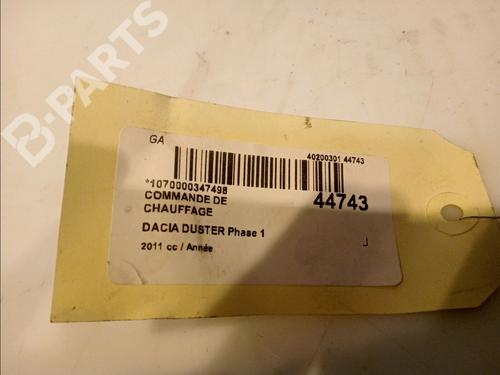 B-PARTS
GA
40200301 44743
*1070000347498
COMMANDE DE
CHAUFFAGE
44743
DACIA DUSTER Phase 1
2011 cc / Année
J